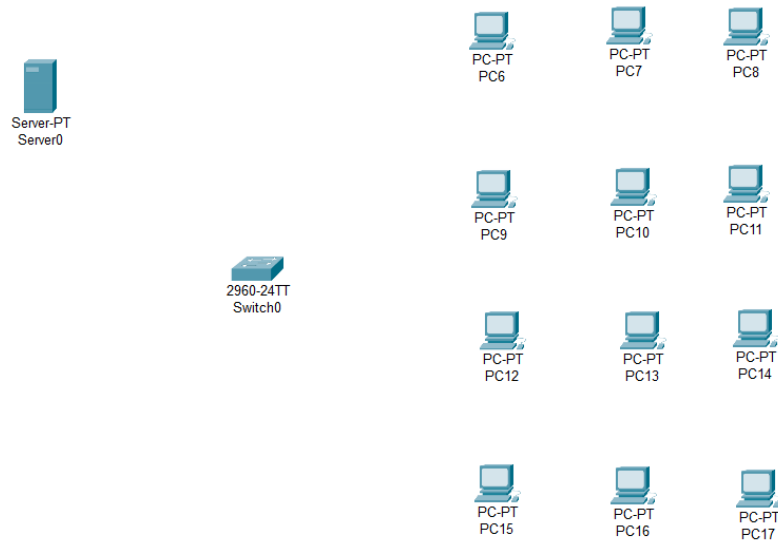 PC-PT
PC6
PC-PT
PC7
PC-PT
PC8
Server-PT
Server0
PC-PT
PC9
PC-PT
PC10
PC-PT
PC11
2960-24TT
Switch0
PC-PT
PC12
PC-PT
PC13
PC-PT
PC14
PC-PT
PC15
PC-PT
PC16
PC-PT
PC17